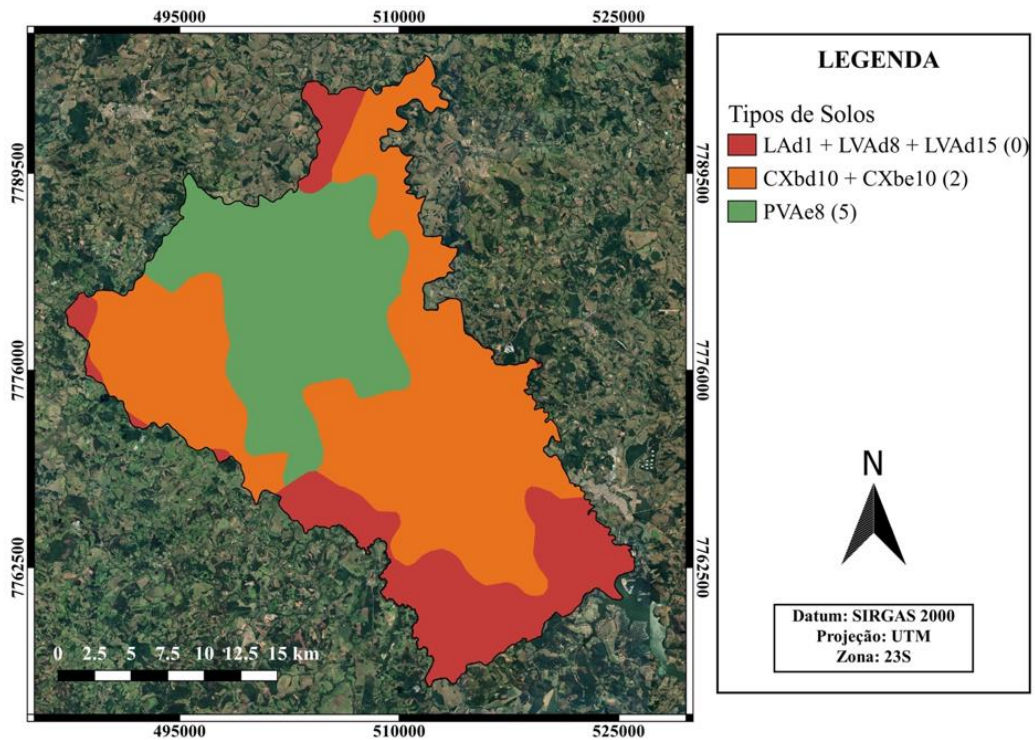 495000 510000 525000
7789500 7789500
7776000 7776000
7762500 7762500
0 2.5 5 7.5 10 12.5 15 km
495000 510000 525000
LEGENDA
Tipos de Solos
LAd1 + LVAd8 + LVAd15 (0)
CXbd10 + CXbe10 (2)
PVAe8 (5)
N
Datum: SIRGAS 2000
Projeção: UTM
Zona: 23S